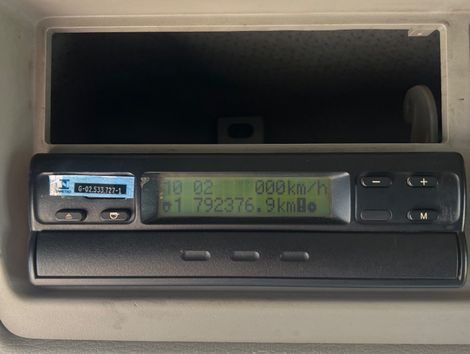 G-02.533.727-1
10 02 000km/h
1 792376.9km
- +
M